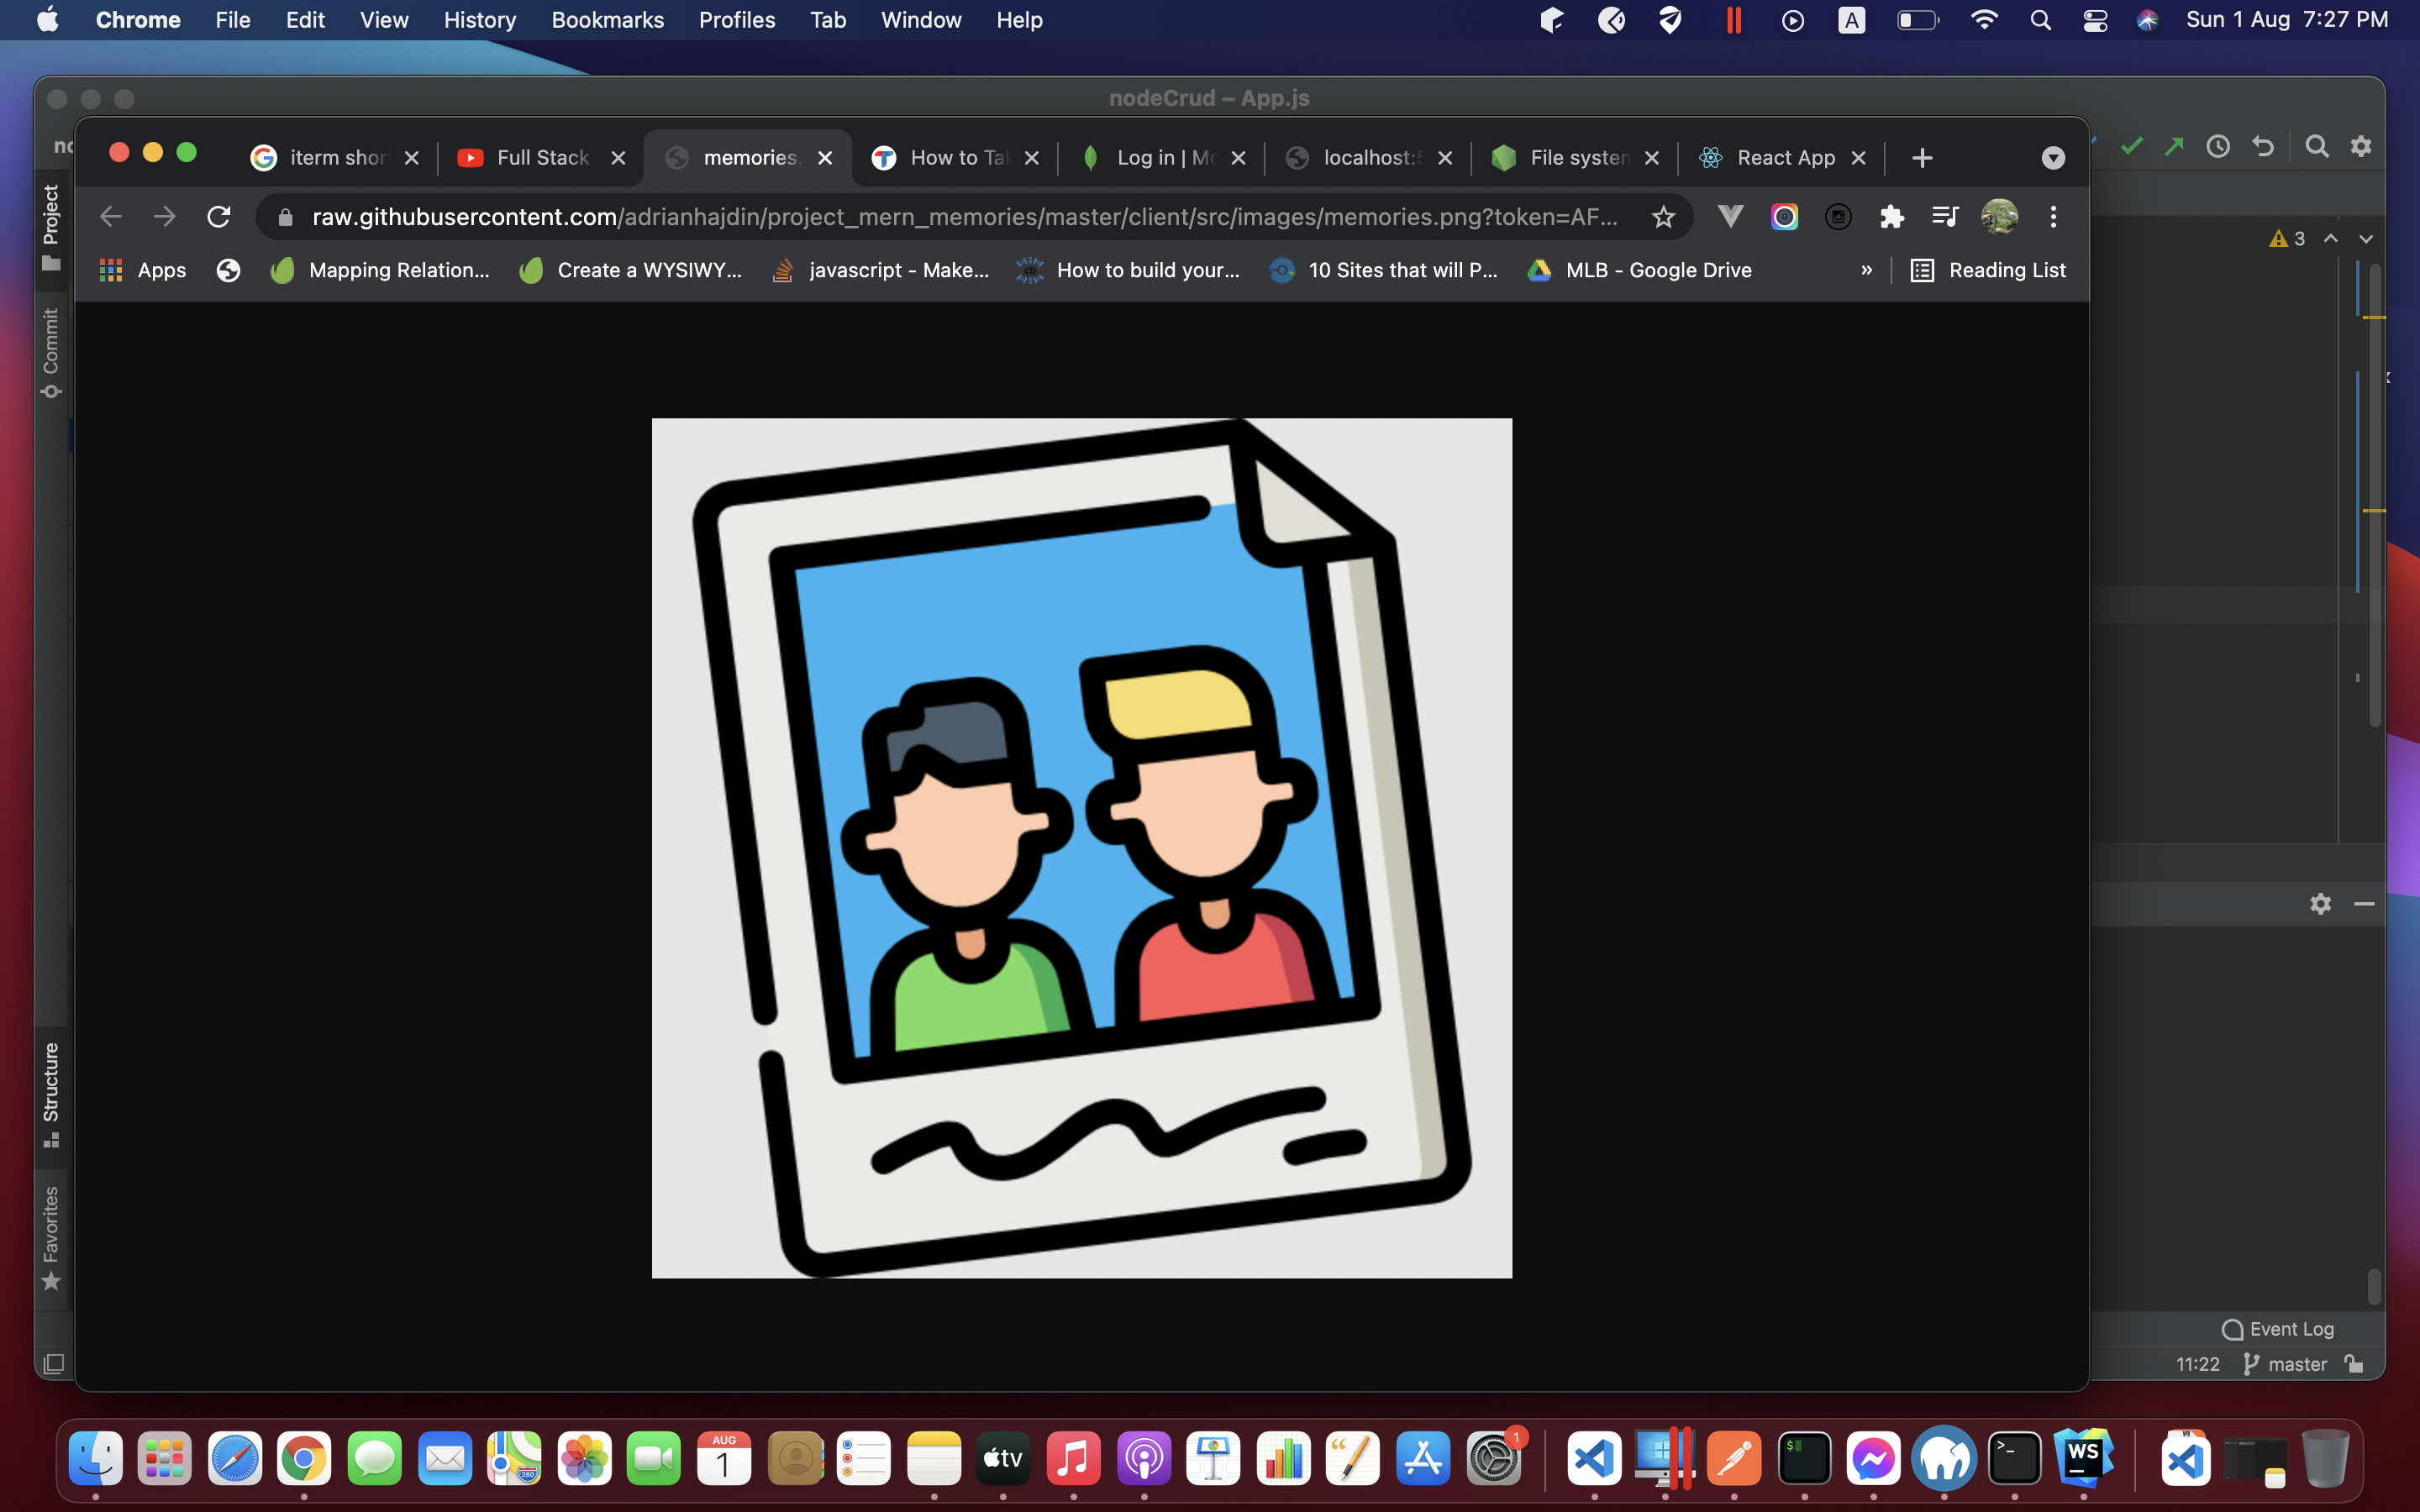 Chrome File Edit View History Bookmarks Profiles Tab Window Help A Sun 1 Aug 7:27 PM
nodeCrud – App.js
iterm shor Full Stack memories. How to Ta Log in | Mo localhost:5 File system React App
raw.githubusercontent.com/adrianhajdin/project_mern_memories/master/client/src/images/memories.png?token=AF...
Apps Mapping Relation... Create a WYSIWY... javascript - Make... How to build your... 10 Sites that will P... MLB - Google Drive » Reading List
3
Project
Commit
Structure
Favorites
Event Log
11:22 master
AUG
1
280
tv
1
$
>_
WS